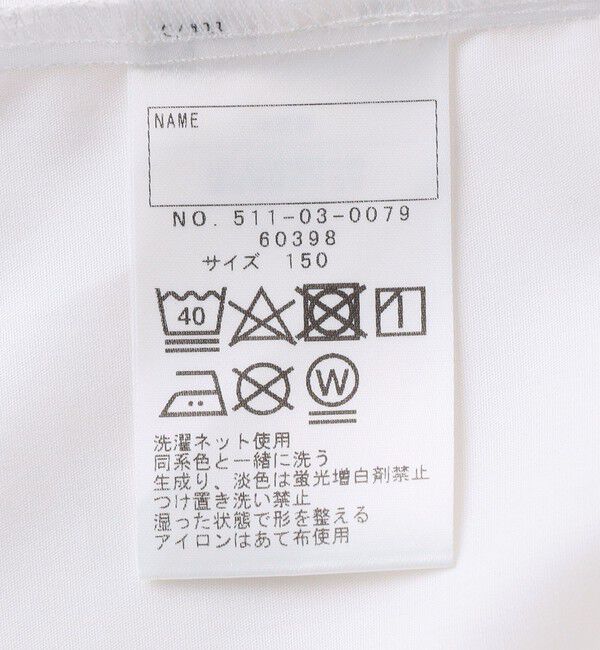 NAME
NO. 511-03-0079
60398
サイズ 150
40
W
洗濯ネット使用
同系色と一緒に洗う
生成り、淡色は蛍光増白剤禁止
つけ置き洗い禁止
湿った状態で形を整える
アイロンはあて布使用